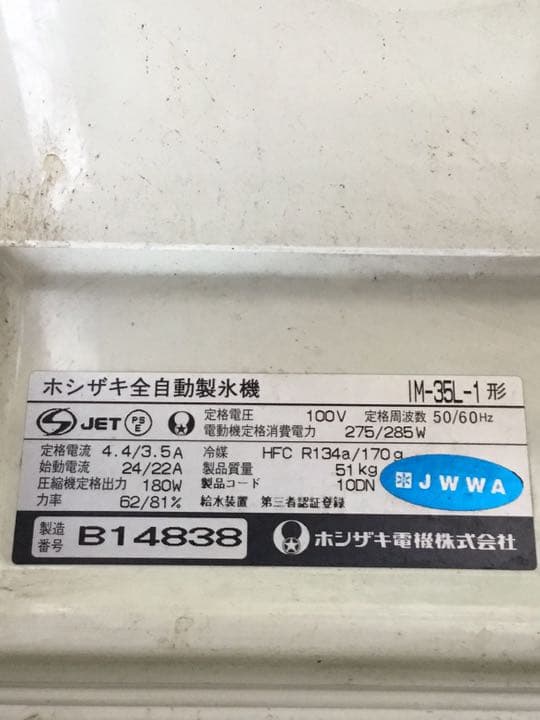 ホシザキ全自動製氷機 IM-35L-1形
JET PSE 定格電圧 100V 定格周波数 50/60Hz
電動機定格消費電力 275/285W
定格電流 4.4/3.5A 冷媒 HFC R134a/170g
始動電流 24/22A 製品質量 51kg
圧縮機定格出力 180W 製品コード 10DN
JWWA
力率 62/81% 給水装置 第三者認証登録
製造番号 B14838 ホシザキ電機株式会社